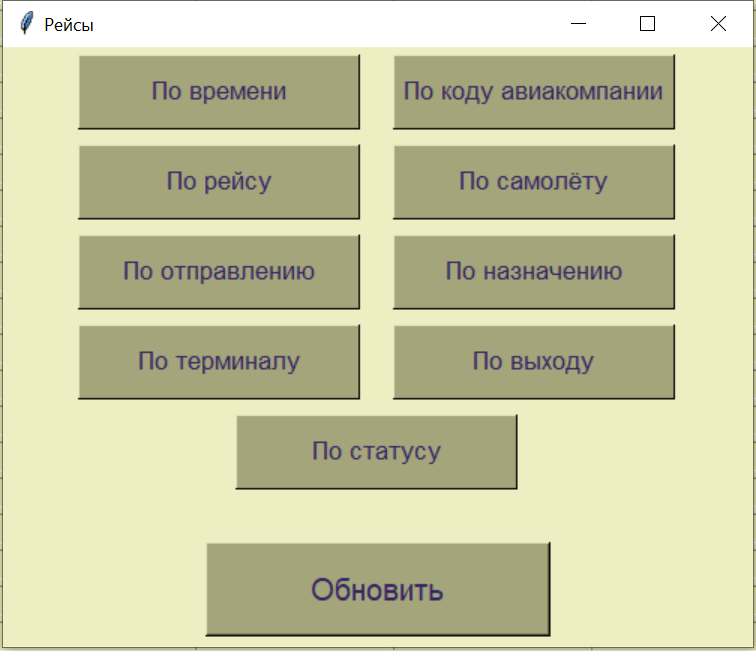 Рейсы
По времени
По коду авиакомпании
По рейсу
По самолёту
По отправлению
По назначению
По терминалу
По выходу
По статусу
Обновить